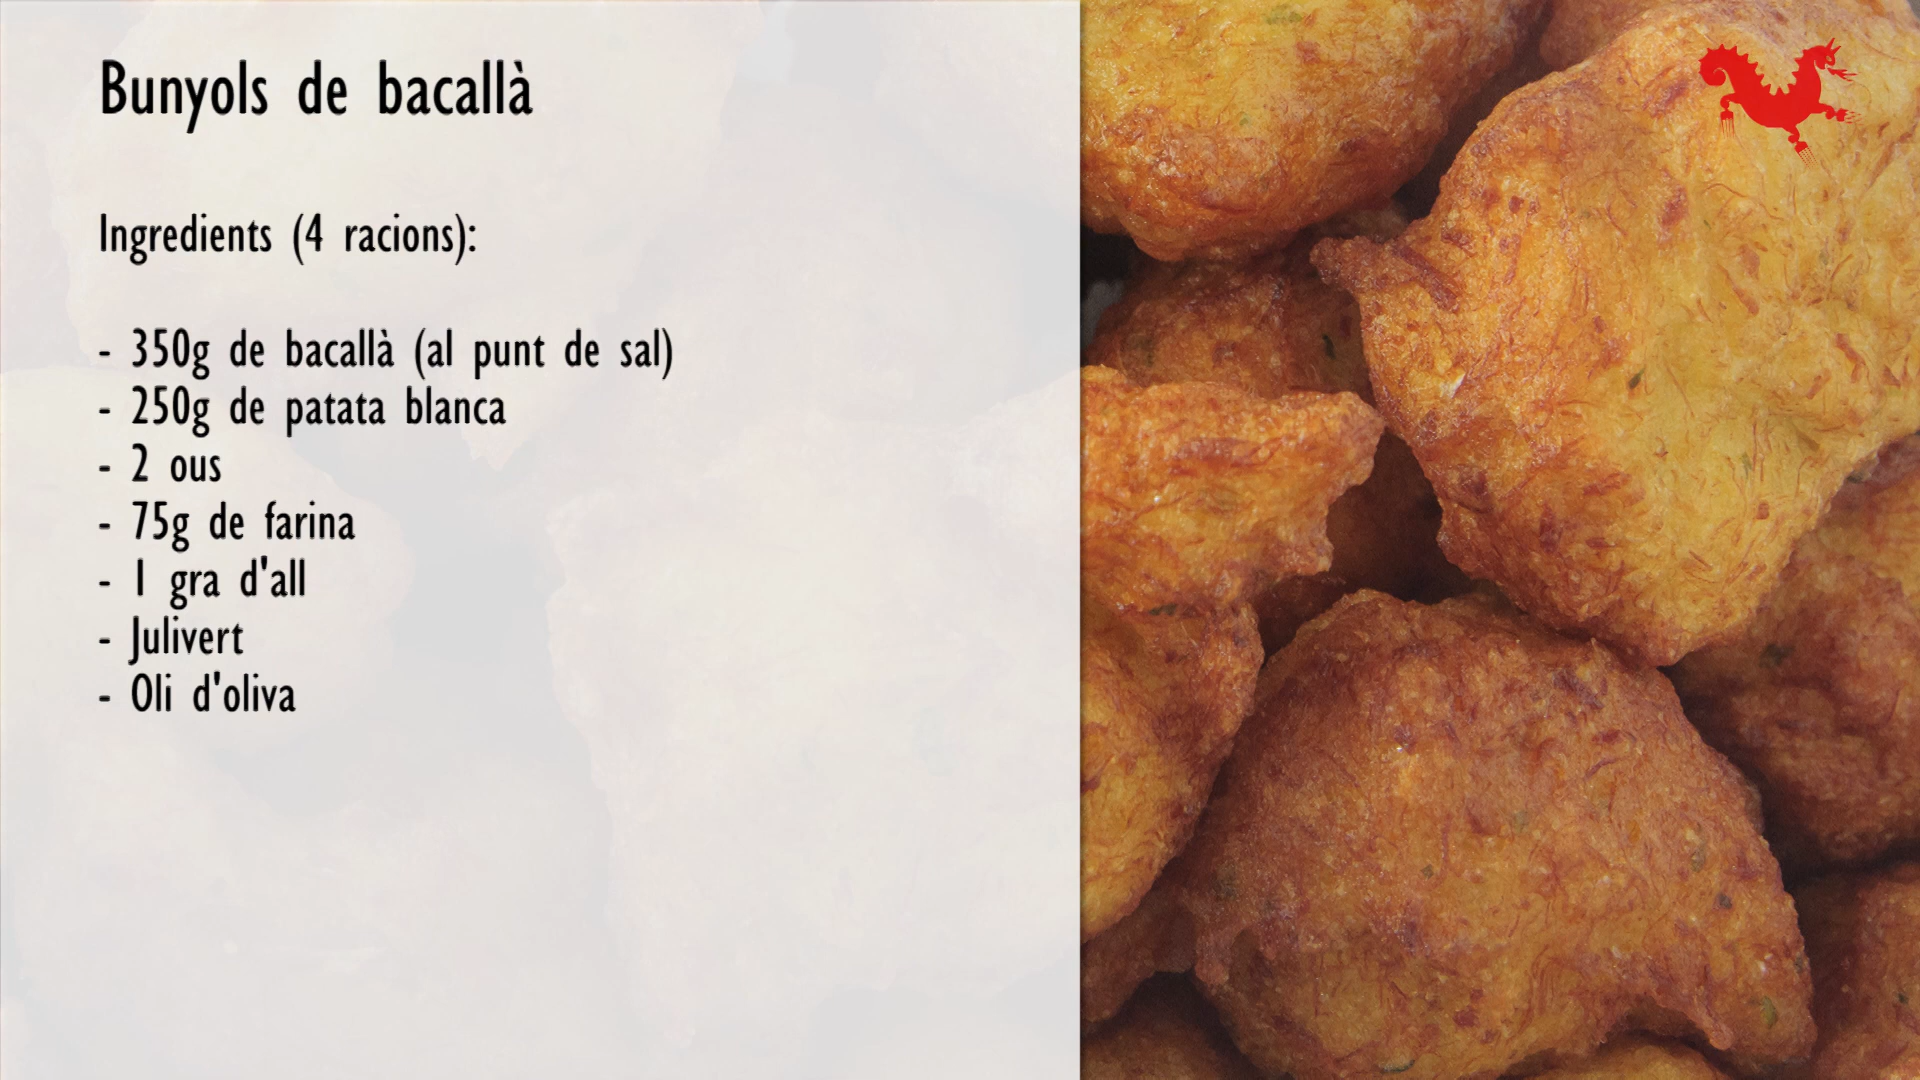 Bunyols de bacallà
Ingredients (4 racions):
- 350g de bacallà (al punt de sal)
- 250g de patata blanca
- 2 ous
- 75g de farina
- 1 gra d'all
- Julivert
- Oli d'oliva